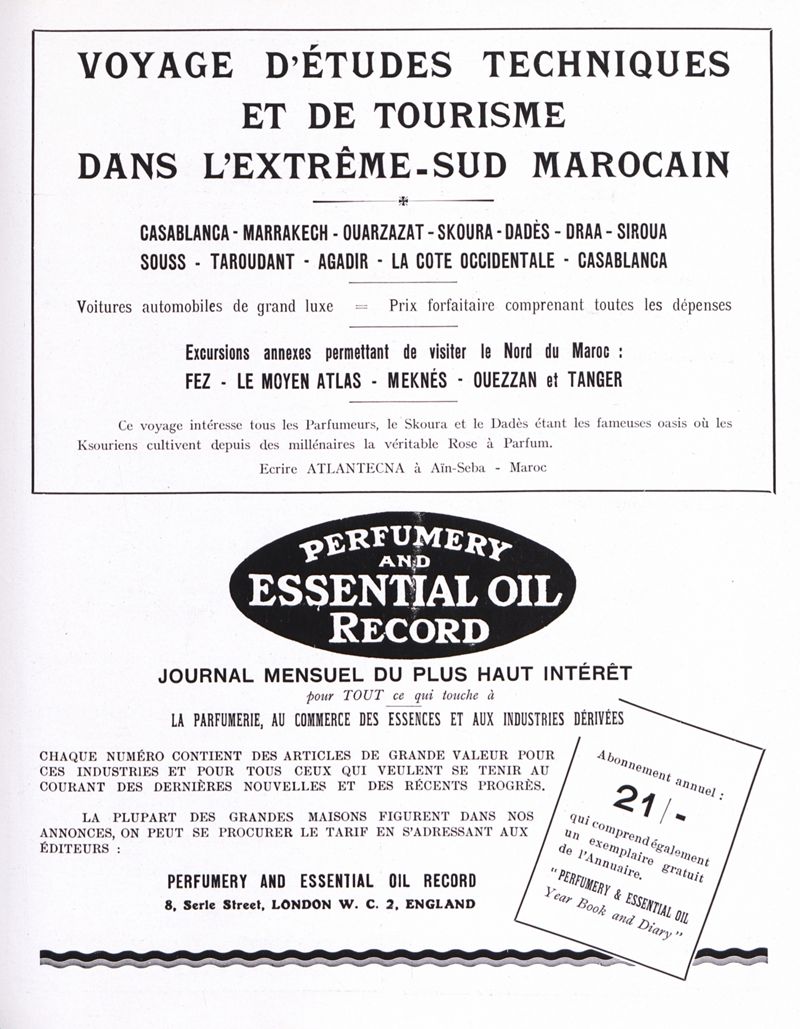 VOYAGE D'ÉTUDES TECHNIQUES
ET DE TOURISME
DANS L'EXTRÊME-SUD MAROCAIN
CASABLANCA - MARRAKECH - OUARZAZAT - SKOURA - DADÈS - DRAA - SIROUA
SOUSS - TAROUDANT - AGADIR - LA COTE OCCIDENTALE - CASABLANCA
Voitures automobiles de grand luxe = Prix forfaitaire comprenant toutes les dépenses
Excursions annexes permettant de visiter le Nord du Maroc :
FEZ - LE MOYEN ATLAS - MEKNÉS - OUEZZAN et TANGER
Ce voyage intéresse tous les Parfumeurs, le Skoura et le Dadès étant les fameuses oasis où les
Ksouriens cultivent depuis des millénaires la véritable Rose à Parfum.
Ecrire ATLANTECNA à Aïn-Seba - Maroc
PERFUMERY
AND
ESSENTIAL OIL
RECORD
JOURNAL MENSUEL DU PLUS HAUT INTÉRÊT
pour TOUT ce qui touche à
LA PARFUMERIE, AU COMMERCE DES ESSENCES ET AUX INDUSTRIES DÉRIVÉES
CHAQUE NUMÉRO CONTIENT DES ARTICLES DE GRANDE VALEUR POUR
CES INDUSTRIES ET POUR TOUS CEUX QUI VEULENT SE TENIR AU
COURANT DES DERNIÈRES NOUVELLES ET DES RÉCENTS PROGRÈS.
LA PLUPART DES GRANDES MAISONS FIGURENT DANS NOS
ANNONCES, ON PEUT SE PROCURER LE TARIF EN S'ADRESSANT AUX
ÉDITEURS :
PERFUMERY AND ESSENTIAL OIL RECORD
8, Serle Street, LONDON W. C. 2, ENGLAND
Abonnement annuel :
21/-
qui comprend également
un exemplaire gratuit
de l'Annuaire.
"PERFUMERY & ESSENTIAL OIL
Year Book and Diary"